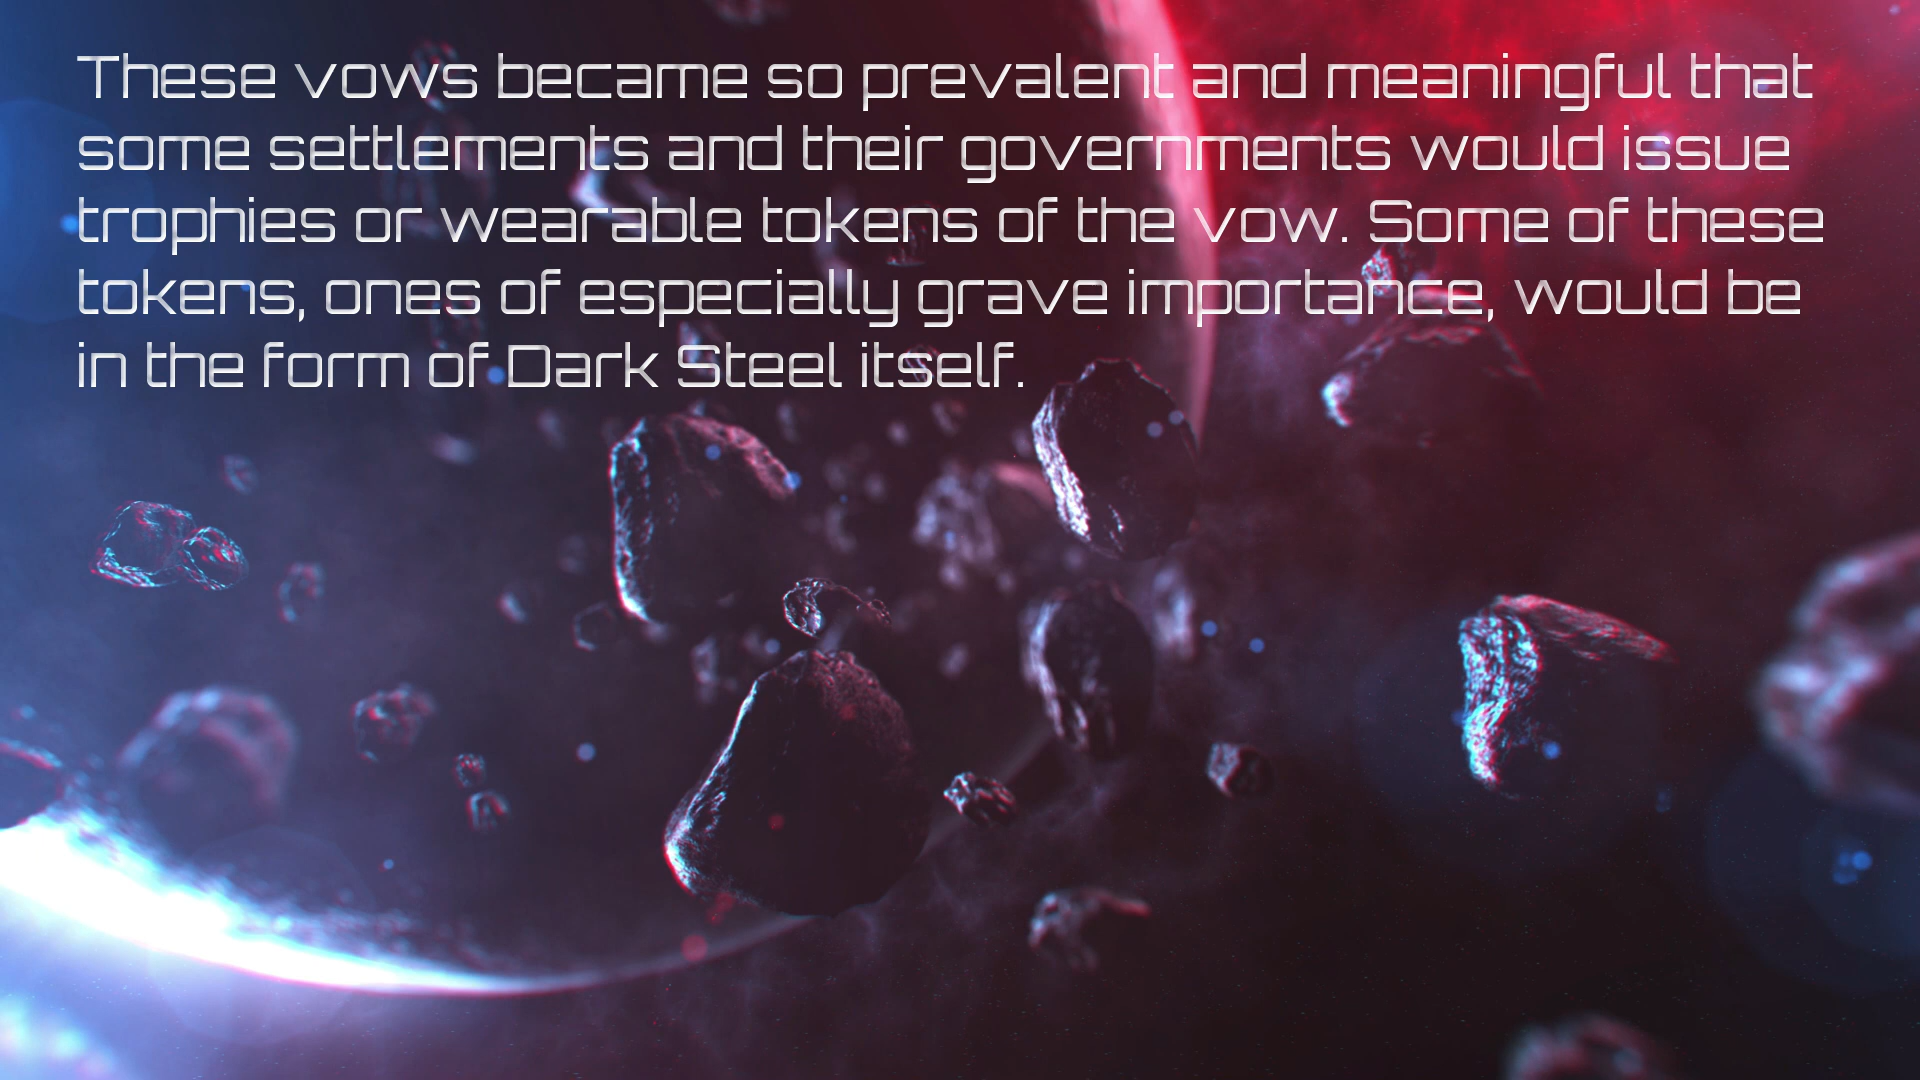 These vows became so prevalent and meaningful that
some settlements and their governments would issue
trophies or wearable tokens of the vow. Some of these
tokens, ones of especially grave importance, would be
in the form of Dark Steel itself.